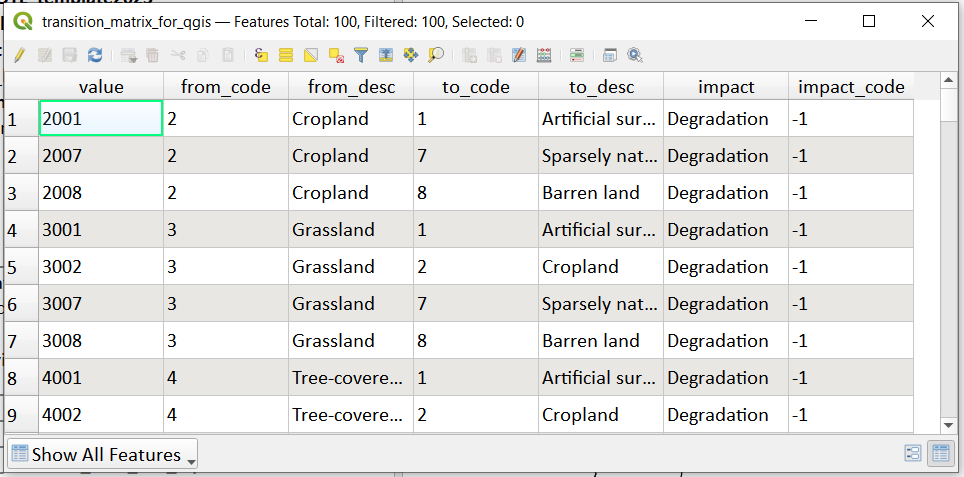 transition_matrix_for_qgis — Features Total: 100, Filtered: 100, Selected: 0
value from_code from_desc to_code to_desc impact impact_code
1 2001 2 Cropland 1 Artificial sur... Degradation -1
2 2007 2 Cropland 7 Sparsely nat... Degradation -1
3 2008 2 Cropland 8 Barren land Degradation -1
4 3001 3 Grassland 1 Artificial sur... Degradation -1
5 3002 3 Grassland 2 Cropland Degradation -1
6 3007 3 Grassland 7 Sparsely nat... Degradation -1
7 3008 3 Grassland 8 Barren land Degradation -1
8 4001 4 Tree-covere... 1 Artificial sur... Degradation -1
9 4002 4 Tree-covere... 2 Cropland Degradation -1
Show All Features